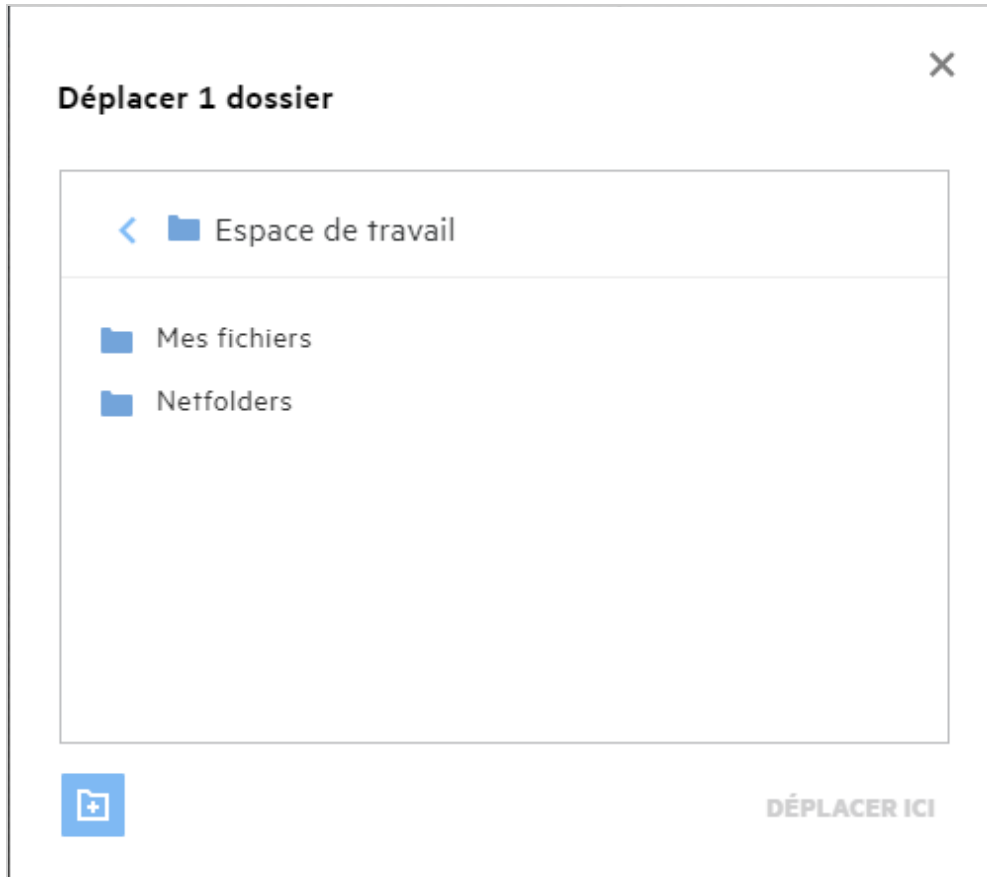 Déplacer 1 dossier
Espace de travail
Mes fichiers
Netfolders
DÉPLACER ICI